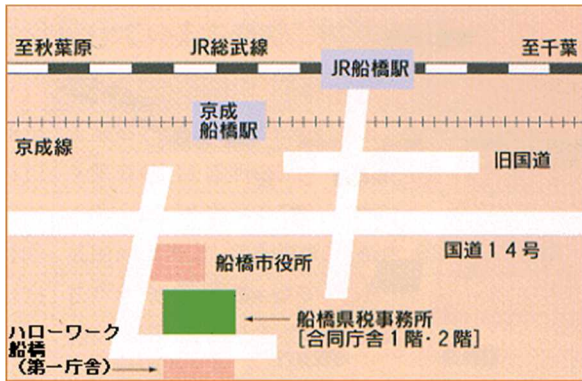 至秋葉原
JR総武線
至千葉
JR船橋駅
京成
船橋駅
京成線
旧国道
国道14号
船橋市役所
船橋県税事務所
[合同庁舎1階・2階]
ハローワーク
船橋
(第一庁舎)